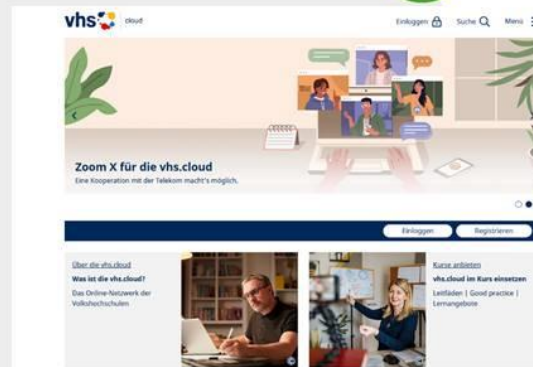 vhs cloud
Einloggen Suche Menü
Zoom X für die vhs.cloud
Eine Kooperation mit der Telekom macht's möglich.
Einloggen Registrieren
Über die vhs.cloud
Was ist die vhs.cloud?
Das Online-Netzwerk der
Volkshochschulen
Kurse anbieten
vhs.cloud im Kurs einsetzen
Leitfäden | Good practice |
Lernangebote